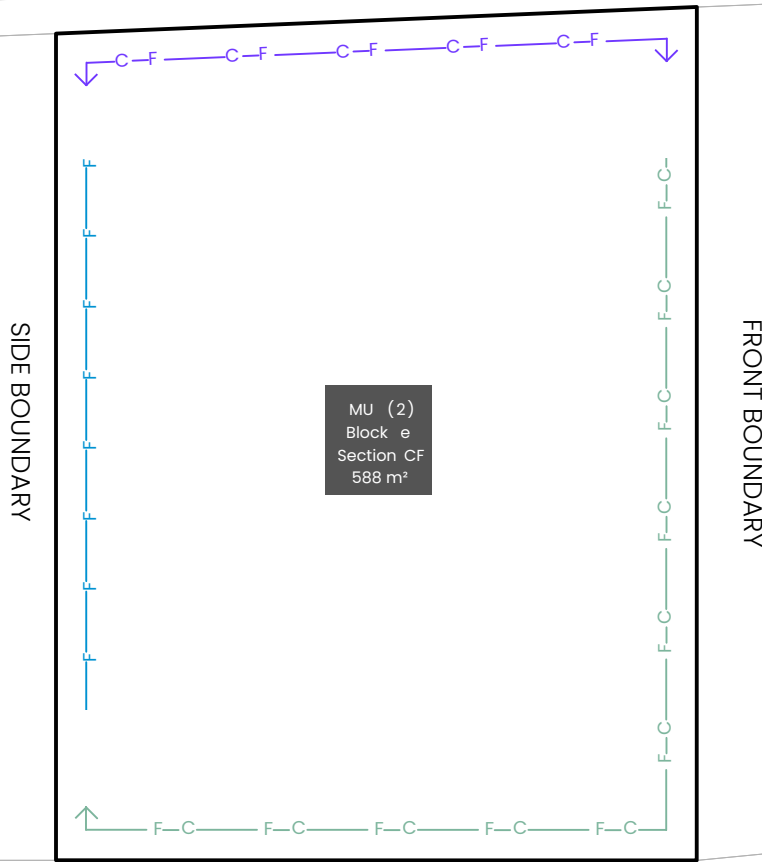 C F C F C F C F C F
F
F
F
F
F
F
F
F
SIDE BOUNDARY
MU (2)
Block e
Section CF
588 m²
F C
F C
F C
F C
F C
F C
FRONT BOUNDARY
F C F C F C F C F C